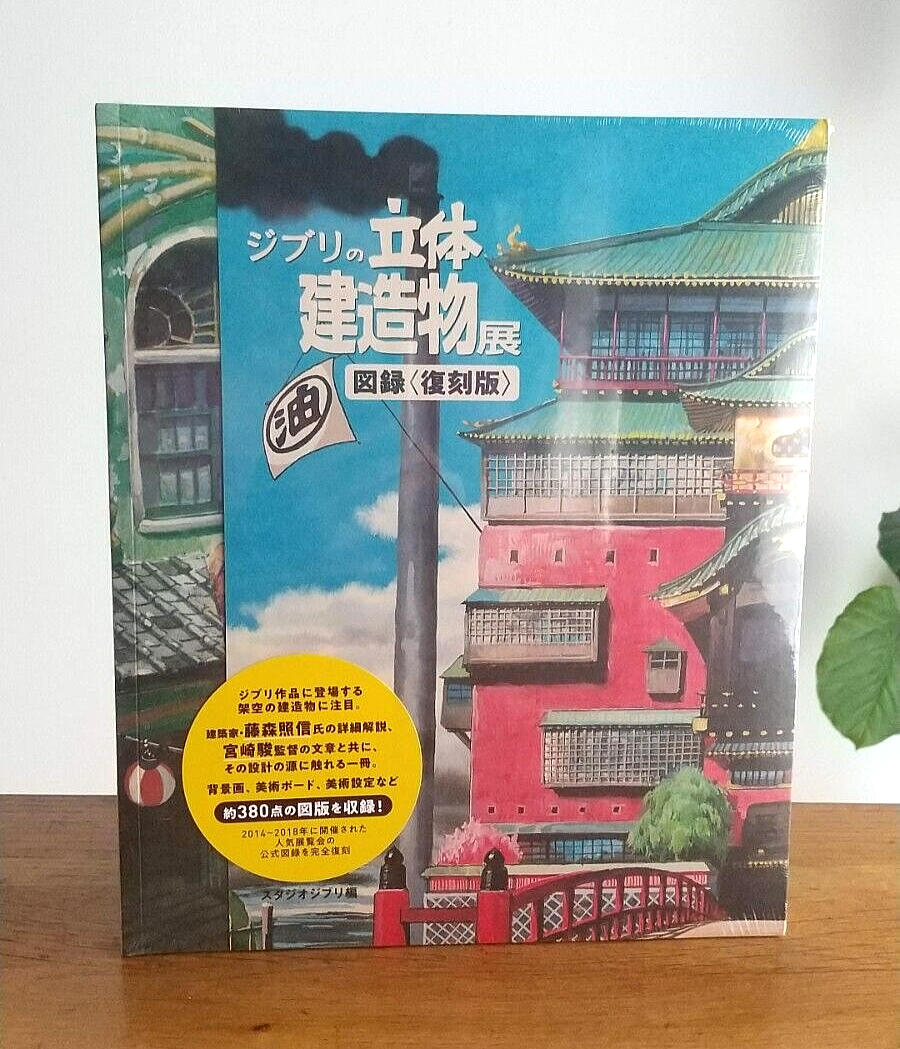 ジブリの立体
建造物展
図録〈復刻版〉
油
ジブリ作品に登場する
架空の建造物に注目。
建築家・藤森照信氏の詳細解説、
宮崎駿監督の文章と共に、
その設計の源に触れる一冊。
背景画、美術ボード、美術設定など
約380点の図版を収録！
2014〜2018年に開催された
人気展覧会の
公式図録を完全復刻
スタジオジブリ編